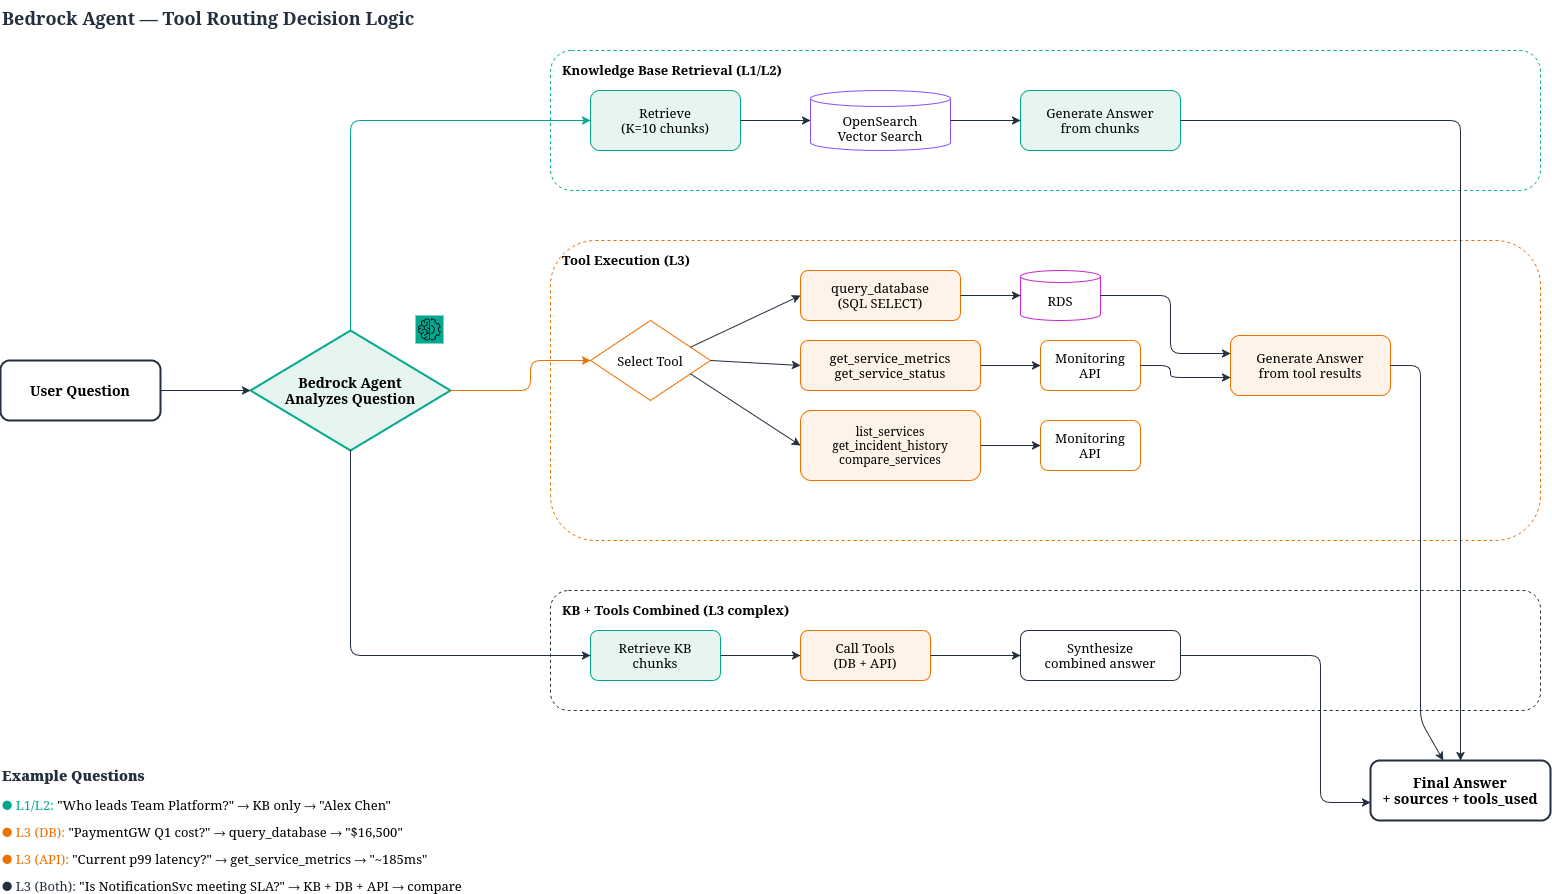 Bedrock Agent — Tool Routing Decision Logic
Knowledge Base Retrieval (L1/L2)
Retrieve
(K=10 chunks)
OpenSearch
Vector Search
Generate Answer
from chunks
Tool Execution (L3)
query_database
(SQL SELECT)
RDS
Select Tool
get_service_metrics
get_service_status
Monitoring
API
Generate Answer
from tool results
list_services
get_incident_history
compare_services
Monitoring
API
User Question
Bedrock Agent
Analyzes Question
KB + Tools Combined (L3 complex)
Retrieve KB
chunks
Call Tools
(DB + API)
Synthesize
combined answer
Final Answer
+ sources + tools_used
Example Questions
● L1/L2: "Who leads Team Platform?" → KB only → "Alex Chen"
● L3 (DB): "PaymentGW Q1 cost?" → query_database → "$16,500"
● L3 (API): "Current p99 latency?" → get_service_metrics → "~185ms"
● L3 (Both): "Is NotificationSvc meeting SLA?" → KB + DB + API → compare